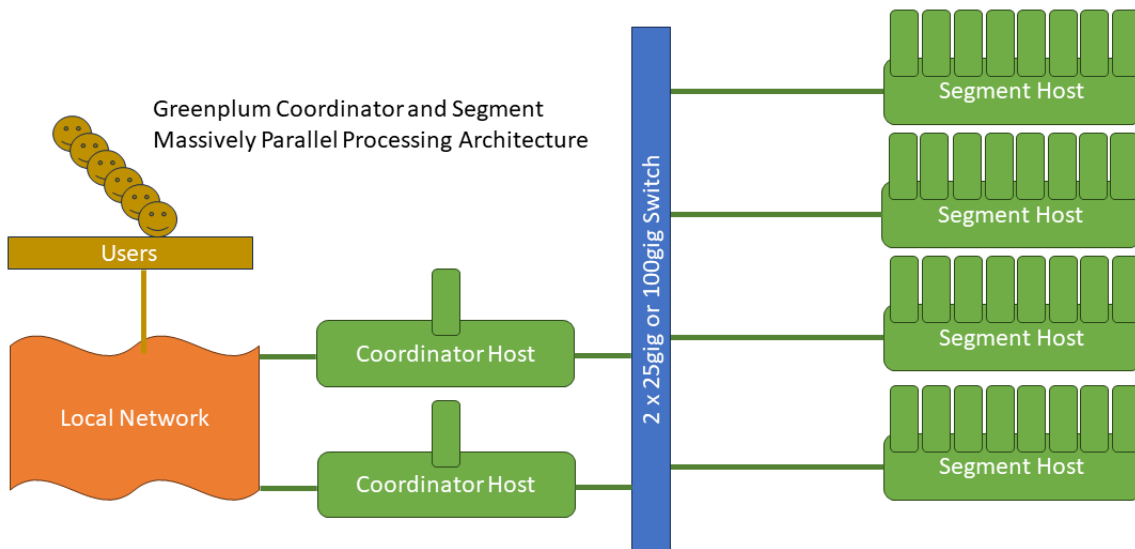 Greenplum Coordinator and Segment
Massively Parallel Processing Architecture
Users
Local Network
Coordinator Host
Coordinator Host
2 x 25gig or 100gig Switch
Segment Host
Segment Host
Segment Host
Segment Host